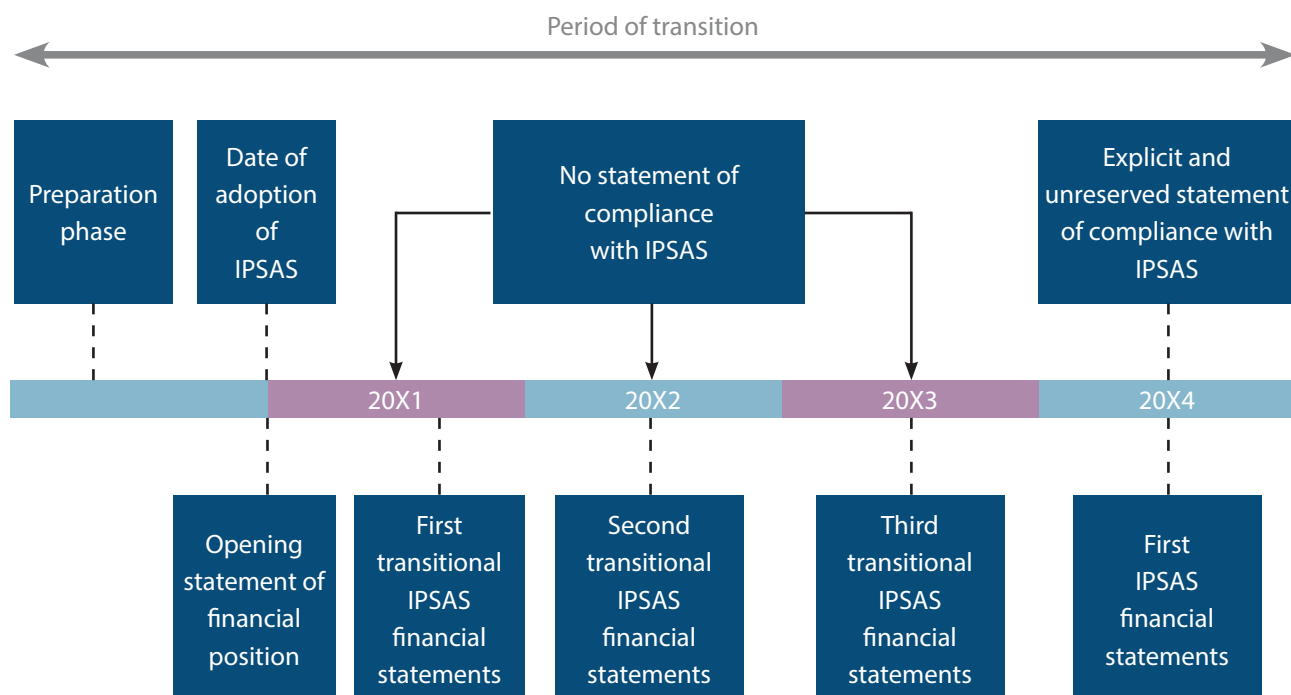 Period of transition
Preparation
phase
Date of
adoption
of
IPSAS
No statement of
compliance
with IPSAS
Explicit and
unreserved statement
of compliance with
IPSAS
20X1
20X2
20X3
20X4
Opening
statement of
financial
position
First
transitional
IPSAS
financial
statements
Second
transitional
IPSAS
financial
statements
Third
transitional
IPSAS
financial
statements
First
IPSAS
financial
statements